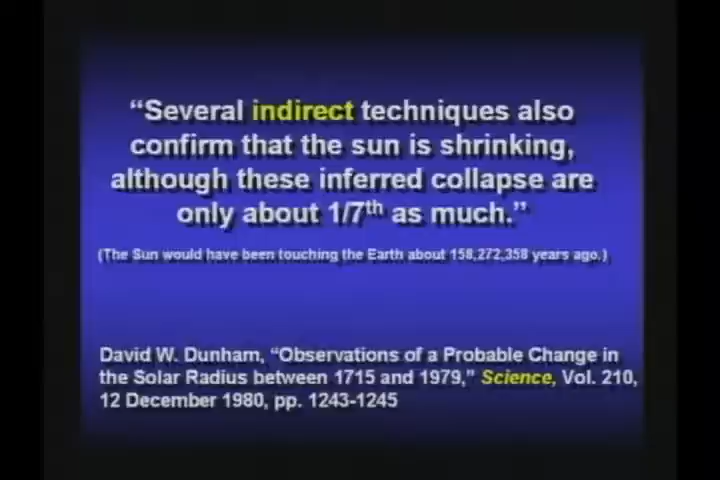 “Several indirect techniques also
confirm that the sun is shrinking,
although these inferred collapse are
only about 1/7th as much.”
(The Sun would have been touching the Earth about 158,272,358 years ago.)
David W. Dunham, “Observations of a Probable Change in
the Solar Radius between 1715 and 1979,” Science, Vol. 210,
12 December 1980, pp. 1243-1245